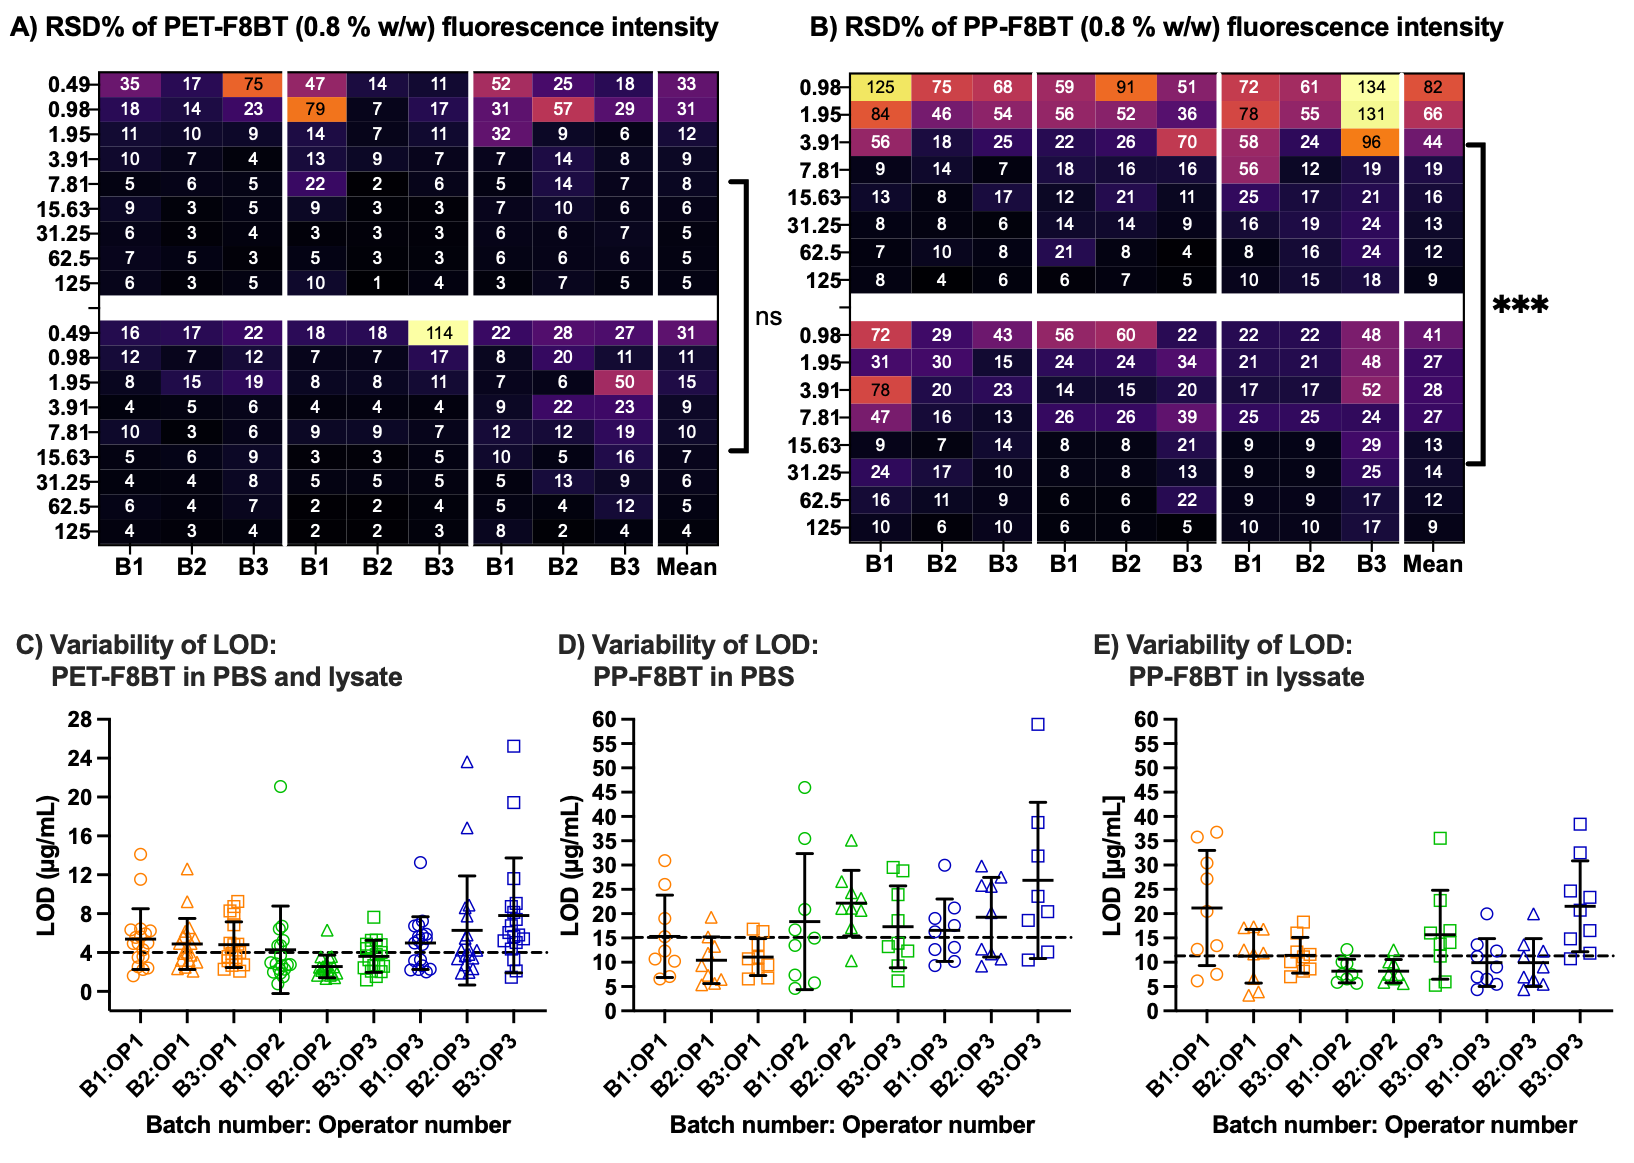 A) RSD% of PET-F8BT (0.8 % w/w) fluorescence intensity
0.49 35 17 75 47 14 11 52 25 18 33
0.98 18 14 23 79 7 17 31 57 29 31
1.95 11 10 9 14 7 11 32 9 6 12
3.91 10 7 4 13 9 7 7 14 8 9
7.81 5 6 5 22 2 6 5 14 7 8
15.63 9 3 5 9 3 3 7 10 6 6
31.25 6 3 4 3 3 3 6 6 7 5
62.5 7 5 3 5 3 3 6 6 6 5
125 6 3 5 10 1 4 3 7 5 5
0.49 16 17 22 18 18 114 22 28 27 31
0.98 12 7 12 7 7 17 8 20 11 11
1.95 8 15 19 8 8 11 7 6 50 15
3.91 4 5 6 4 4 4 9 22 23 9
7.81 10 3 6 9 9 7 12 12 19 10
15.63 5 6 9 3 3 5 10 5 16 7
31.25 4 4 8 5 5 5 5 13 9 6
62.5 6 4 7 2 2 4 5 4 12 5
125 4 3 4 2 2 3 8 2 4 4
B1 B2 B3 B1 B2 B3 B1 B2 B3 Mean
ns
B) RSD% of PP-F8BT (0.8 % w/w) fluorescence intensity
0.98 125 75 68 59 91 51 72 61 134 82
1.95 84 46 54 56 52 36 78 55 131 66
3.91 56 18 25 22 26 70 58 24 96 44
7.81 9 14 7 18 16 16 56 12 19 19
15.63 13 8 17 12 21 11 25 17 21 16
31.25 8 8 6 14 14 9 16 19 24 13
62.5 7 10 8 21 8 4 8 16 24 12
125 8 4 6 6 7 5 10 15 18 9
0.98 72 29 43 56 60 22 22 22 48 41
1.95 31 30 15 24 24 34 21 21 48 27
3.91 78 20 23 14 15 20 17 17 52 28
7.81 47 16 13 26 26 39 25 25 24 27
15.63 9 7 14 8 8 21 9 9 29 13
31.25 24 17 10 8 8 13 9 9 25 14
62.5 16 11 9 6 6 22 9 9 17 12
125 10 6 10 6 6 5 10 10 17 9
B1 B2 B3 B1 B2 B3 B1 B2 B3 Mean
***
C) Variability of LOD:
PET-F8BT in PBS and lysate
LOD (µg/mL)
28
24
20
16
12
8
4
0
B1:OP1 B2:OP1 B3:OP1 B1:OP2 B2:OP2 B3:OP3 B1:OP3 B2:OP3 B3:OP3
Batch number: Operator number
D) Variability of LOD:
PP-F8BT in PBS
LOD (µg/mL)
60
55
50
45
40
35
30
25
20
15
10
5
0
B1:OP1 B2:OP1 B3:OP1 B1:OP2 B2:OP2 B3:OP3 B1:OP3 B2:OP3 B3:OP3
Batch number: Operator number
E) Variability of LOD:
PP-F8BT in lyssate
LOD [µg/mL]
60
55
50
45
40
35
30
25
20
15
10
5
0
B1:OP1 B2:OP1 B3:OP1 B1:OP2 B2:OP2 B3:OP3 B1:OP3 B2:OP3 B3:OP3
Batch number: Operator number